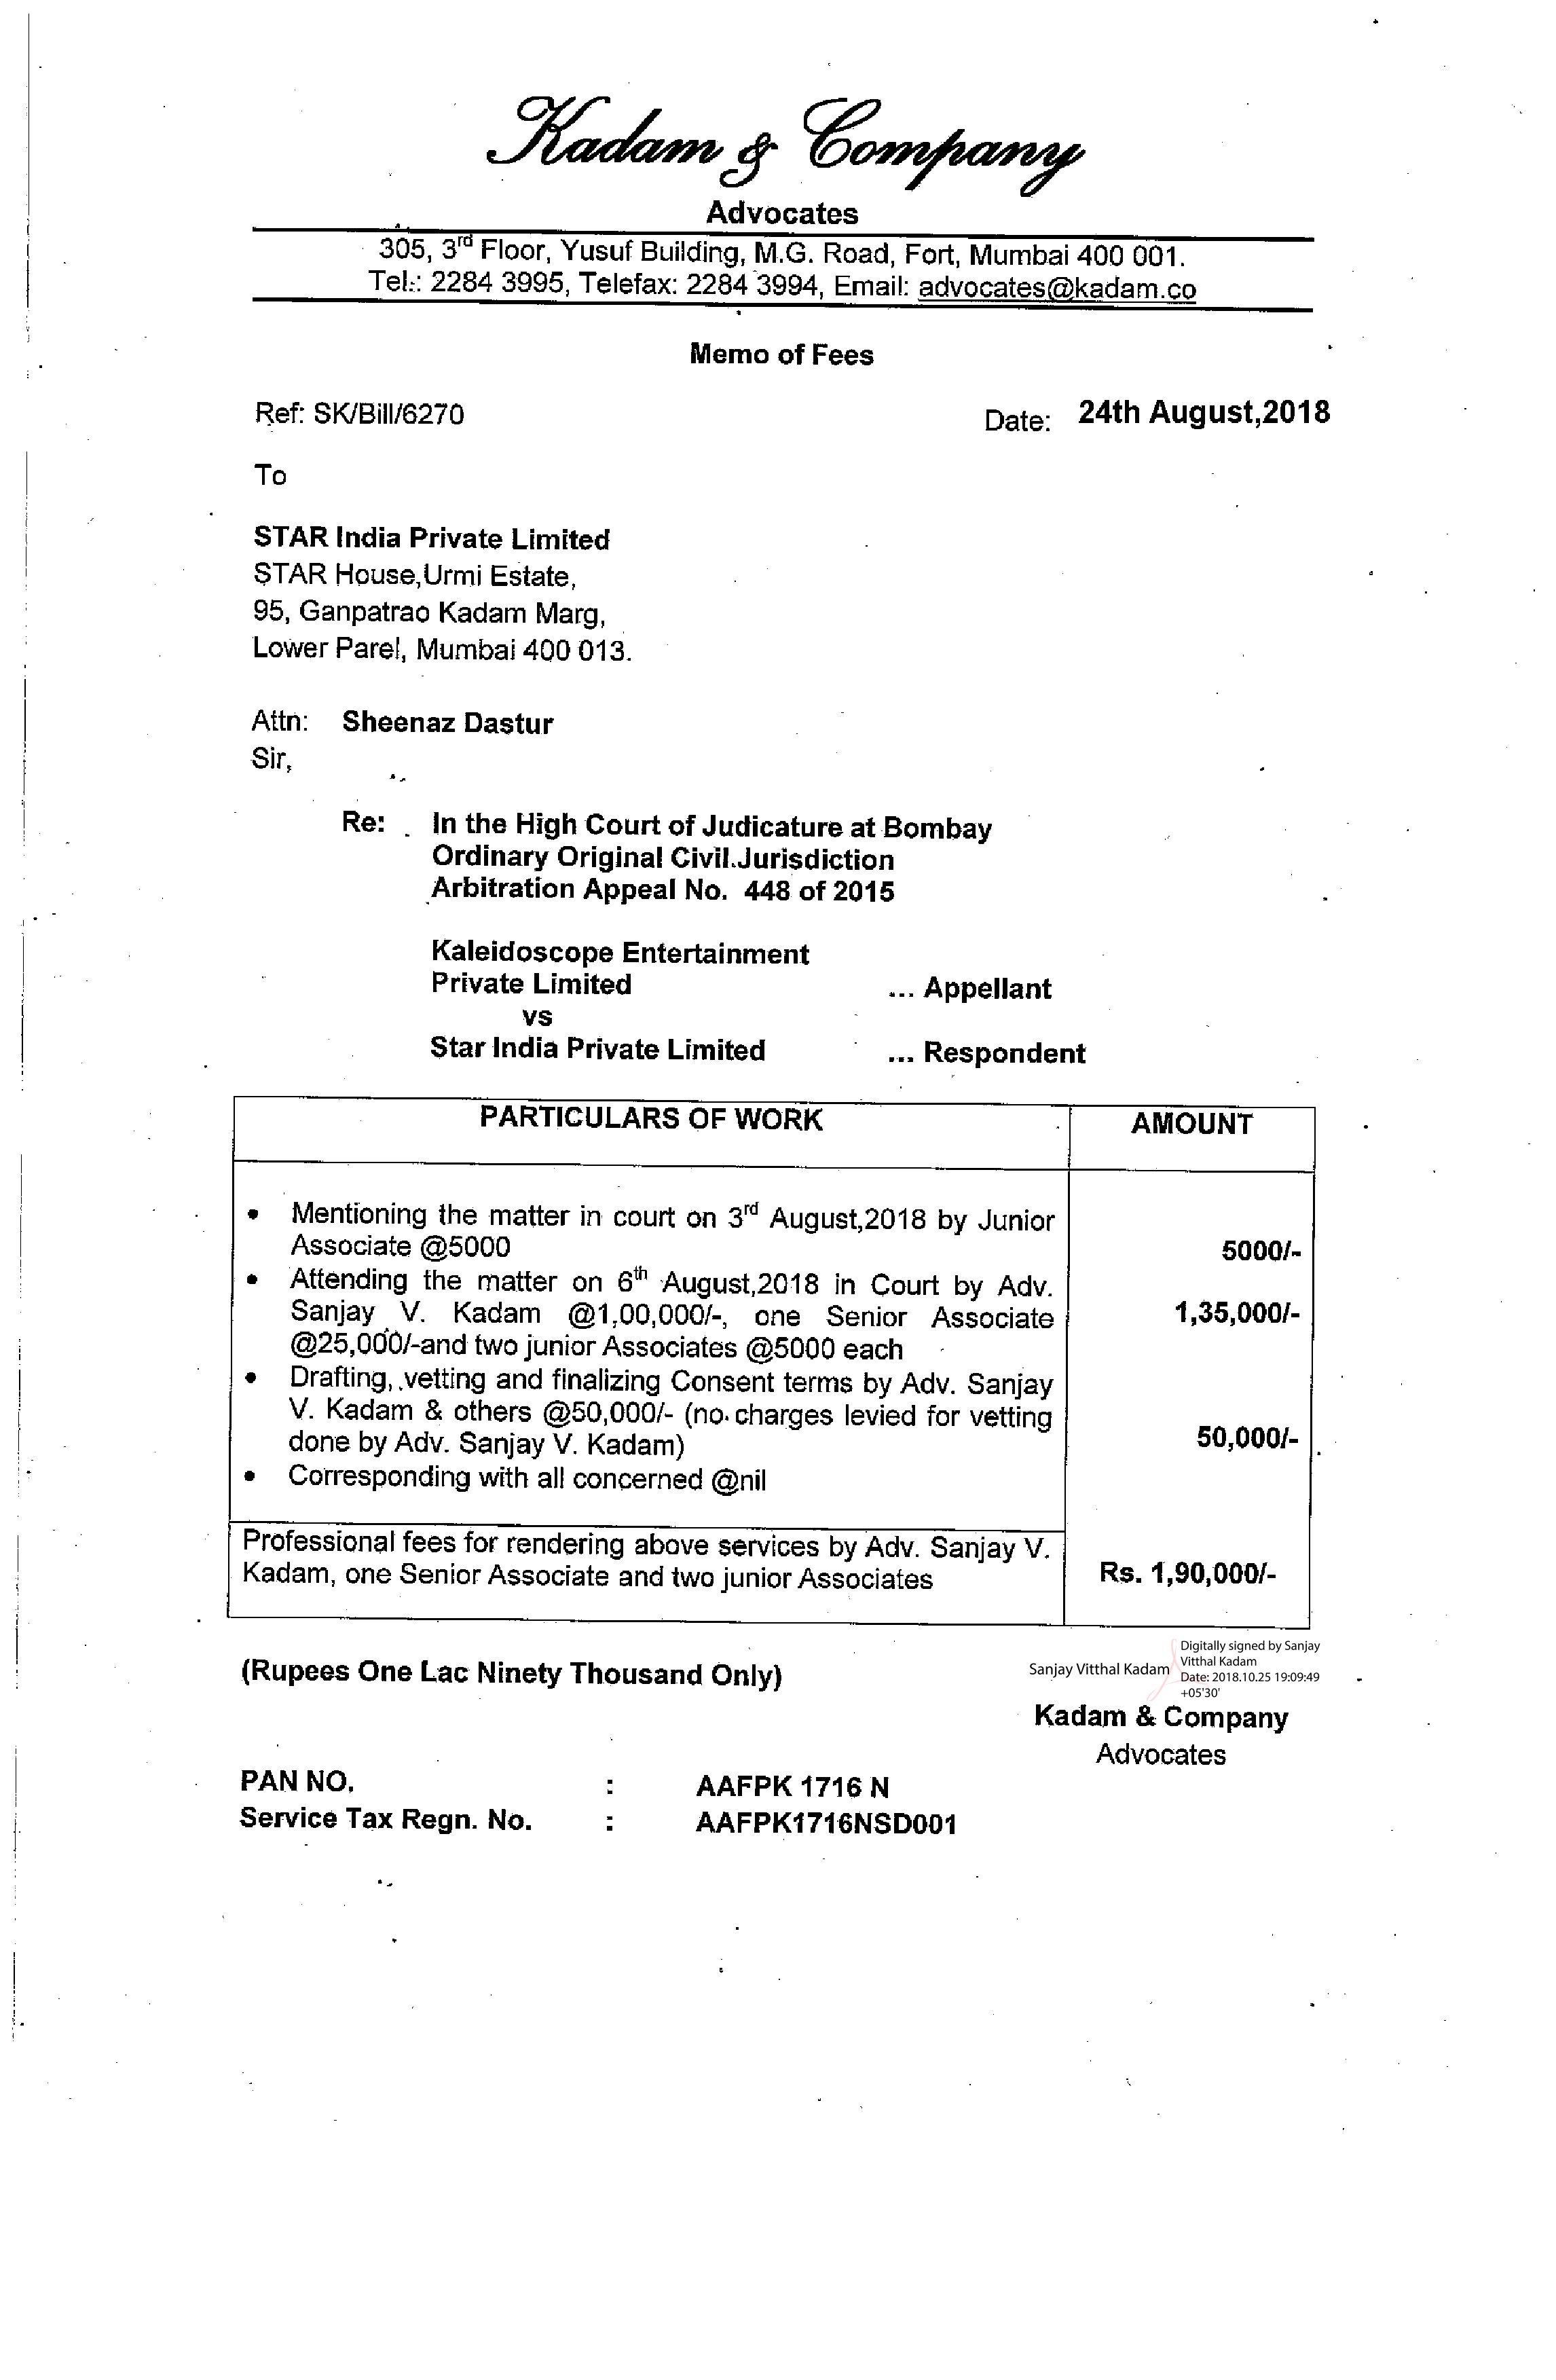 Kadam & Company
Advocates
305, 3rd Floor, Yusuf Building, M.G. Road, Fort, Mumbai 400 001.
Tel.: 2284 3995, Telefax: 2284 3994, Email: advocates@kadam.co
Memo of Fees
Ref: SK/Bill/6270 Date: 24th August,2018
To
STAR India Private Limited
STAR House,Urmi Estate,
95, Ganpatrao Kadam Marg,
Lower Parel, Mumbai 400 013.
Attn: Sheenaz Dastur
Sir,
Re: In the High Court of Judicature at Bombay
Ordinary Original Civil Jurisdiction
Arbitration Appeal No. 448 of 2015
Kaleidoscope Entertainment
Private Limited ... Appellant
vs
Star India Private Limited ... Respondent
PARTICULARS OF WORK AMOUNT
• Mentioning the matter in court on 3rd August,2018 by Junior
Associate @5000 5000/-
• Attending the matter on 6th August,2018 in Court by Adv.
Sanjay V. Kadam @1,00,000/-, one Senior Associate 1,35,000/-
@25,000/-and two junior Associates @5000 each
• Drafting, vetting and finalizing Consent terms by Adv. Sanjay
V. Kadam & others @50,000/- (no charges levied for vetting
done by Adv. Sanjay V. Kadam) 50,000/-
• Corresponding with all concerned @nil
Professional fees for rendering above services by Adv. Sanjay V.
Kadam, one Senior Associate and two junior Associates Rs. 1,90,000/-
(Rupees One Lac Ninety Thousand Only)
Sanjay Vitthal Kadam
Digitally signed by Sanjay
Vitthal Kadam
Date: 2018.10.25 19:09:49
+05'30'
Kadam & Company
Advocates
PAN NO. : AAFPK 1716 N
Service Tax Regn. No. : AAFPK1716NSD001